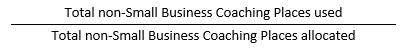 Total non-Small Business Coaching Places used
Total non-Small Business Coaching Places allocated